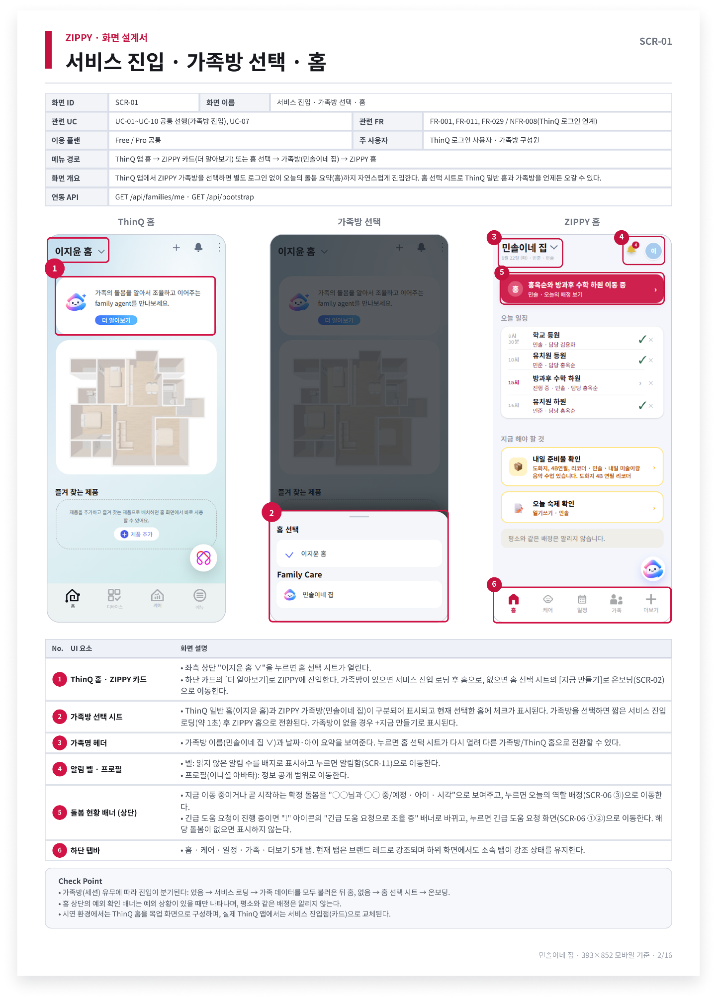 ZIPPY · 화면 설계서
SCR-01
서비스 진입 · 가족방 선택 · 홈
화면 ID
SCR-01
화면 이름
서비스 진입 · 가족방 선택 · 홈
관련 UC
UC-01~UC-10 공통 선행(가족방 진입), UC-07
관련 FR
FR-001, FR-011, FR-029 / NFR-008(ThinQ 로그인 연계)
이용 플랜
Free / Pro 공통
주 사용자
ThinQ 로그인 사용자 · 가족방 구성원
메뉴 경로
ThinQ 앱 홈 → ZIPPY 카드(더 알아보기) 또는 홈 선택 → 가족방(민솔이네 집) → ZIPPY 홈
화면 개요
ThinQ 앱에서 ZIPPY 가족방을 선택하면 별도 로그인 없이 오늘의 돌봄 요약(홈)까지 자연스럽게 진입한다. 홈 선택 시트로 ThinQ 일반 홈과 가족방을 언제든 오갈 수 있다.
연동 API
GET /api/families/me · GET /api/bootstrap
ThinQ 홈
이지윤 홈
1
가족의 돌봄을 알아서 조율하고 이어주는
family agent를 만나보세요.
더 알아보기
즐겨 찾는 제품
제품을 추가하고 즐겨 찾는 제품으로 배치하면 홈 화면에서 바로 사용
할 수 있어요.
제품 추가
홈
디바이스
케어
메뉴
가족방 선택
이지윤 홈
가족의 돌봄을 알아서 조율하고 이어주는
family agent를 만나보세요.
더 알아보기
즐겨 찾는 제품
2
홈 선택
이지윤 홈
Family Care
민솔이네 집
ZIPPY 홈
3
민솔이네 집
9월 22일 (화) · 민준 · 민솔
4
4
이
5
홍
홍옥순와 방과후 수학 하원 이동 중
민솔 · 오늘의 배정 보기
오늘 일정
8시
30분
학교 등원
민솔 · 담당 김용화
10시
유치원 등원
민준 · 담당 홍옥순
15시
방과후 수학 하원
진행 중 · 민솔 · 담당 홍옥순
16시
유치원 하원
민준 · 담당 홍옥순
지금 해야 할 것
내일 준비물 확인
도화지, 4B연필, 리코더 · 민솔 · 내일 미술이랑
음악 수업 있습니다. 도화지 4B 연필 리코더
오늘 숙제 확인
일기쓰기 · 민솔
평소와 같은 배정은 알리지 않습니다.
6
홈
케어
일정
가족
더보기
No. UI 요소
화면 설명
1 ThinQ 홈 · ZIPPY 카드
• 좌측 상단 "이지윤 홈 ∨"을 누르면 홈 선택 시트가 열린다.
• 하단 카드의 [더 알아보기]로 ZIPPY에 진입한다. 가족방이 있으면 서비스 진입 로딩 후 홈으로, 없으면 홈 선택 시트의 [지금 만들기]로 온보딩(SCR-02)
으로 이동한다.
2 가족방 선택 시트
• ThinQ 일반 홈(이지윤 홈)과 ZIPPY 가족방(민솔이네 집)이 구분되어 표시되고 현재 선택한 홈에 체크가 표시된다. 가족방을 선택하면 짧은 서비스 진입
로딩(약 1초) 후 ZIPPY 홈으로 전환된다. 가족방이 없을 경우 +지금 만들기로 표시된다.
3 가족명 헤더
• 가족방 이름(민솔이네 집 ∨)과 날짜·아이 요약을 보여준다. 누르면 홈 선택 시트가 다시 열려 다른 가족방/ThinQ 홈으로 전환할 수 있다.
4 알림 벨 · 프로필
• 벨: 읽지 않은 알림 수를 배지로 표시하고 누르면 알림함(SCR-11)으로 이동한다.
• 프로필(이니셜 아바타): 정보 공개 범위로 이동한다.
5 돌봄 현황 배너 (상단)
• 지금 이동 중이거나 곧 시작하는 확정 돌봄을 "○○님과 ○○ 중/예정 · 아이 · 시각"으로 보여주고, 누르면 오늘의 역할 배정(SCR-06 ③)으로 이동한
다.
• 긴급 도움 요청이 진행 중이면 "!" 아이콘의 "긴급 도움 요청으로 조율 중" 배너로 바뀌고, 누르면 긴급 도움 요청 화면(SCR-06 ①②)으로 이동한다. 해
당 돌봄이 없으면 표시하지 않는다.
6 하단 탭바
• 홈 · 케어 · 일정 · 가족 · 더보기 5개 탭. 현재 탭은 브랜드 레드로 강조되며 하위 화면에서도 소속 탭이 강조 상태를 유지한다.
Check Point
• 가족방(세션) 유무에 따라 진입이 분기된다: 있음 → 서비스 로딩 → 가족 데이터를 모두 불러온 뒤 홈, 없음 → 홈 선택 시트 → 온보딩.
• 홈 상단의 예외 확인 배너는 예외 상황이 있을 때만 나타나며, 평소와 같은 배정은 알리지 않는다.
• 시연 환경에서는 ThinQ 홈을 목업 화면으로 구성하며, 실제 ThinQ 앱에서는 서비스 진입점(카드)으로 교체된다.
민솔이네 집 · 393×852 모바일 기준 · 2/16